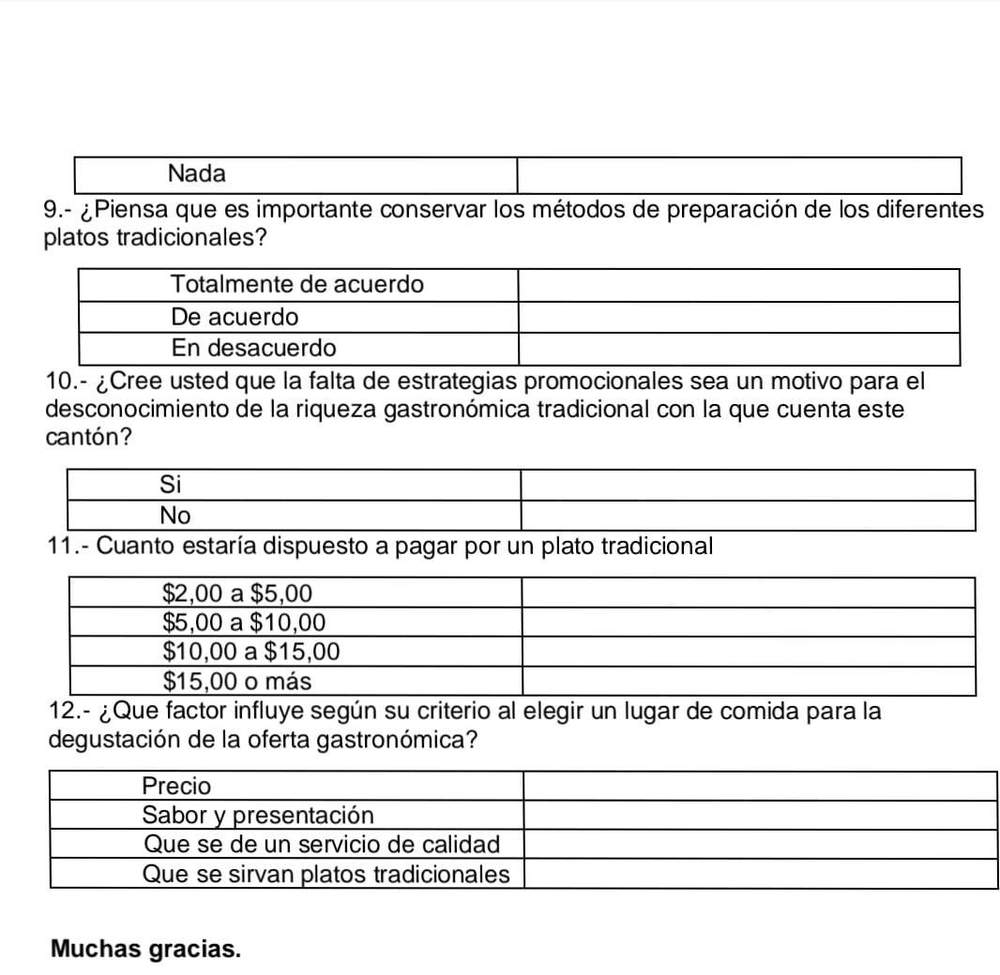 Nada
9.- ¿Piensa que es importante conservar los métodos de preparación de los diferentes
platos tradicionales?
Totalmente de acuerdo
De acuerdo
En desacuerdo
10.- ¿Cree usted que la falta de estrategias promocionales sea un motivo para el
desconocimiento de la riqueza gastronómica tradicional con la que cuenta este
cantón?
Si
No
11.- Cuanto estaría dispuesto a pagar por un plato tradicional
$2,00 a $5,00
$5,00 a $10,00
$10,00 a $15,00
$15,00 o más
12.- ¿Que factor influye según su criterio al elegir un lugar de comida para la
degustación de la oferta gastronómica?
Precio
Sabor y presentación
Que se de un servicio de calidad
Que se sirvan platos tradicionales
Muchas gracias.